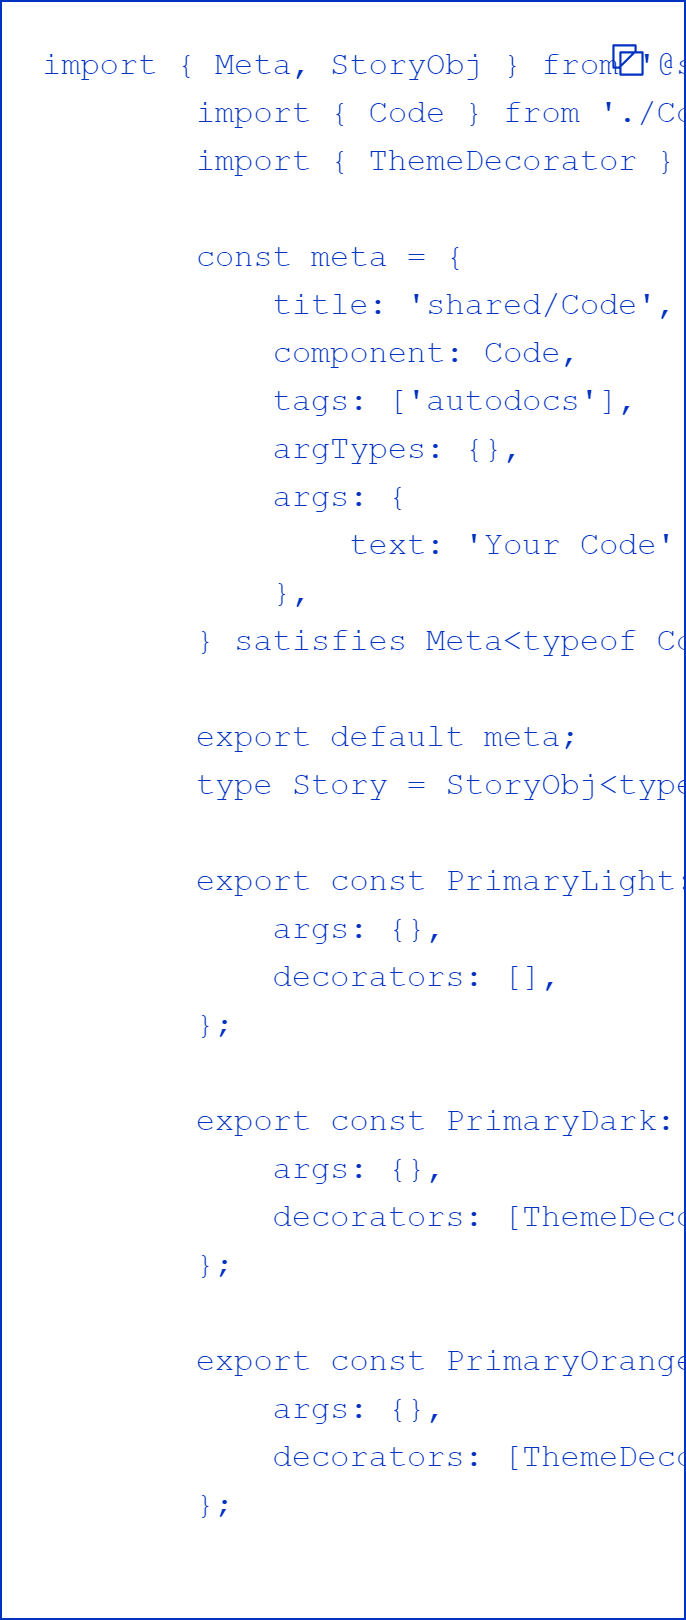 import { Meta, StoryObj } from '@s
import { Code } from './Co
import { ThemeDecorator }

const meta = {
    title: 'shared/Code',
    component: Code,
    tags: ['autodocs'],
    argTypes: {},
    args: {
        text: 'Your Code'
    },
} satisfies Meta<typeof Co

export default meta;
type Story = StoryObj<type

export const PrimaryLight:
    args: {},
    decorators: [],
};

export const PrimaryDark:
    args: {},
    decorators: [ThemeDeco
};

export const PrimaryOrange
    args: {},
    decorators: [ThemeDeco
};